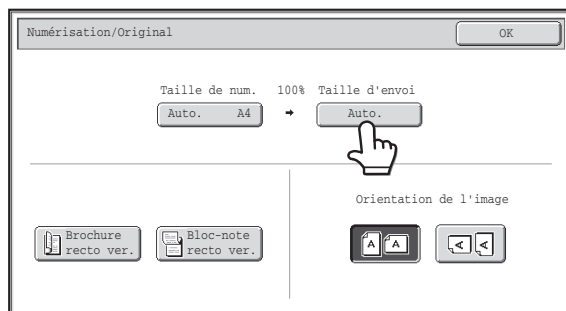 Numérisation/Original
OK
Taille de num. 100% Taille d'envoi
Auto. A4 → Auto.
Orientation de l'image
Brochure
recto ver.
Bloc-note
recto ver.
A A A A